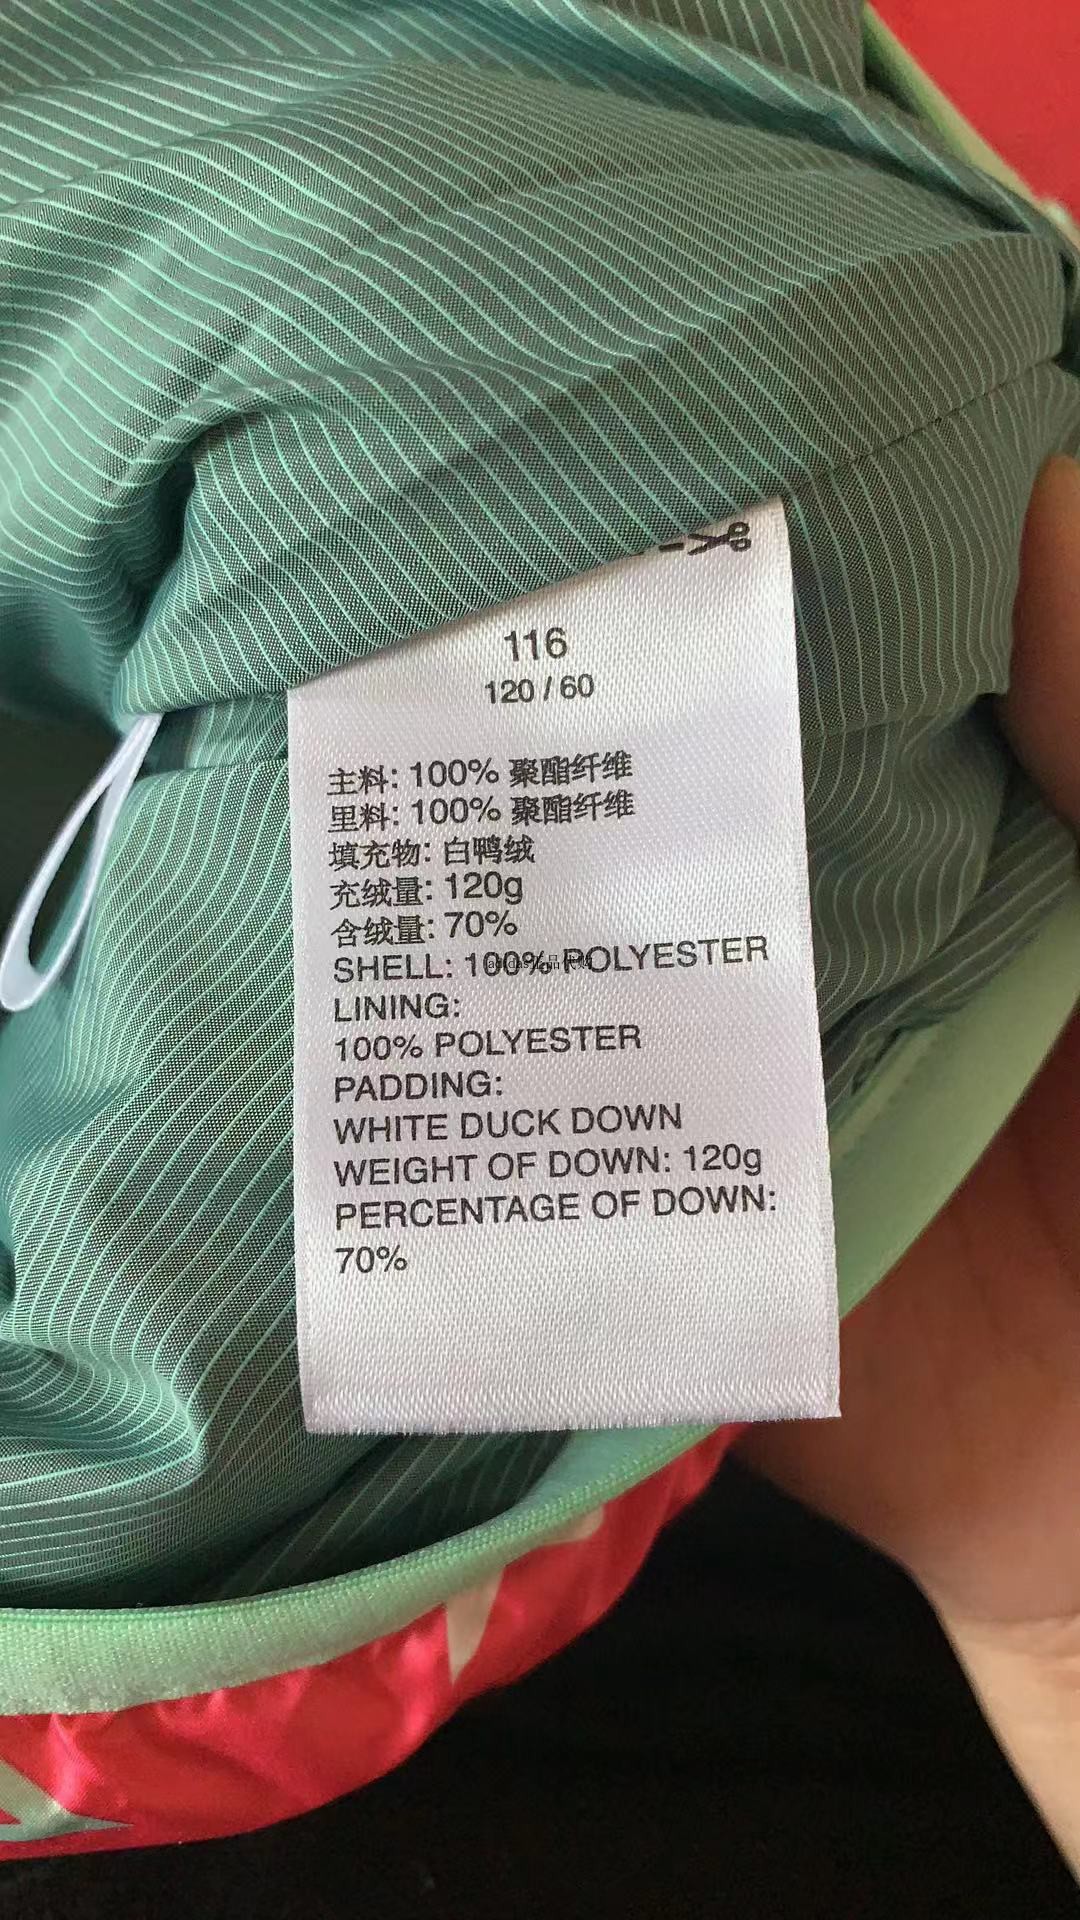 116
120 / 60
主料: 100% 聚酯纤维
里料: 100% 聚酯纤维
填充物: 白鸭绒
充绒量: 120g
含绒量: 70%
SHELL: 100% POLYESTER
LINING:
100% POLYESTER
PADDING:
WHITE DUCK DOWN
WEIGHT OF DOWN: 120g
PERCENTAGE OF DOWN:
70%